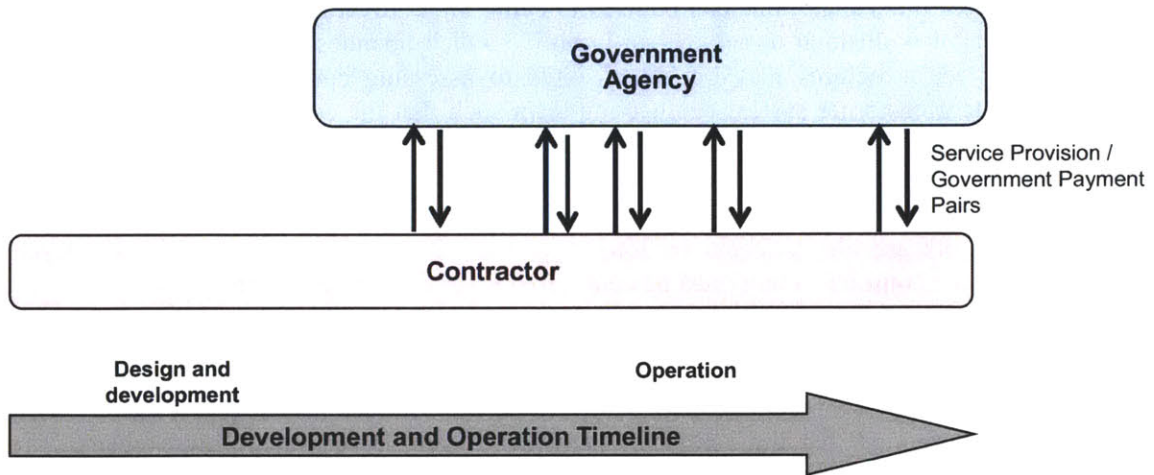 Government
Agency
Service Provision /
Government Payment
Pairs
Contractor
Design and
development
Operation
Development and Operation Timeline